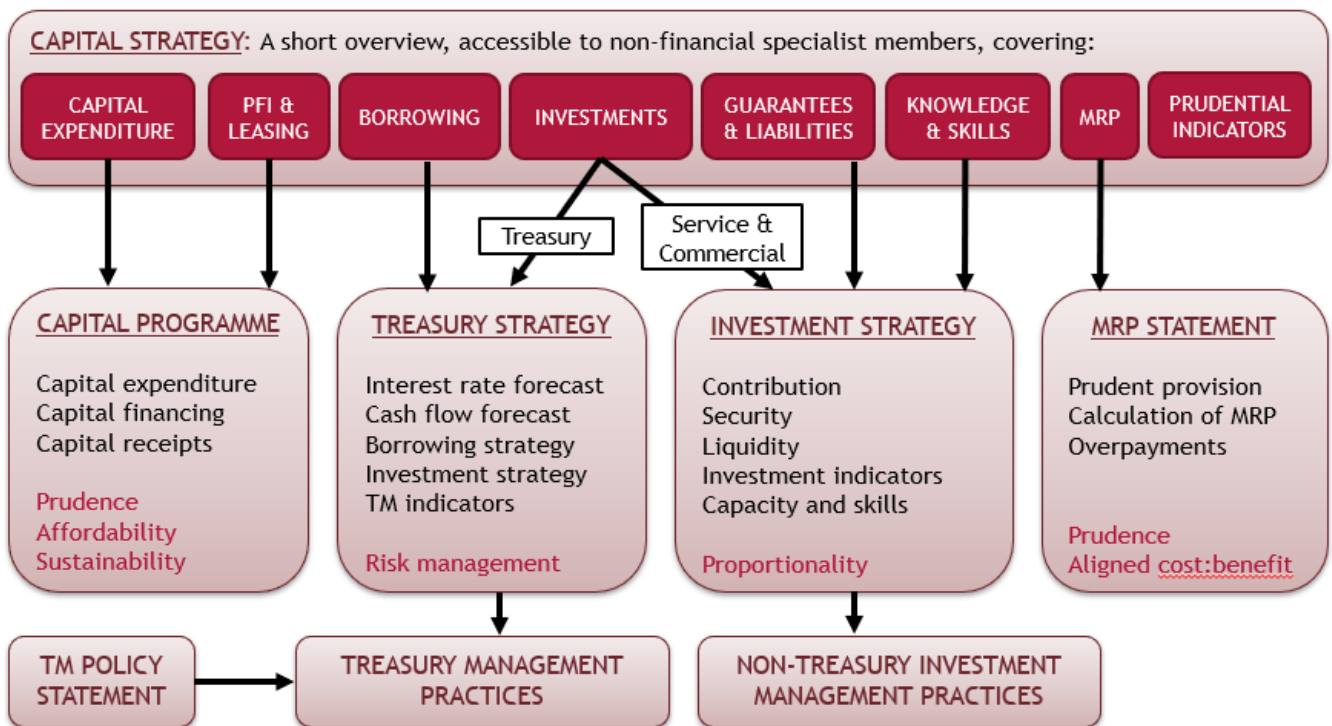 CAPITAL STRATEGY: A short overview, accessible to non-financial specialist members, covering:
CAPITAL
EXPENDITURE
PFI &
LEASING
BORROWING
INVESTMENTS
GUARANTEES
& LIABILITIES
KNOWLEDGE
& SKILLS
MRP
PRUDENTIAL
INDICATORS
Treasury
Service &
Commercial
CAPITAL PROGRAMME
Capital expenditure
Capital financing
Capital receipts
Prudence
Affordability
Sustainability
TREASURY STRATEGY
Interest rate forecast
Cash flow forecast
Borrowing strategy
Investment strategy
TM indicators
Risk management
INVESTMENT STRATEGY
Contribution
Security
Liquidity
Investment indicators
Capacity and skills
Proportionality
MRP STATEMENT
Prudent provision
Calculation of MRP
Overpayments
Prudence
Aligned cost:benefit
TM POLICY
STATEMENT
TREASURY MANAGEMENT
PRACTICES
NON-TREASURY INVESTMENT
MANAGEMENT PRACTICES